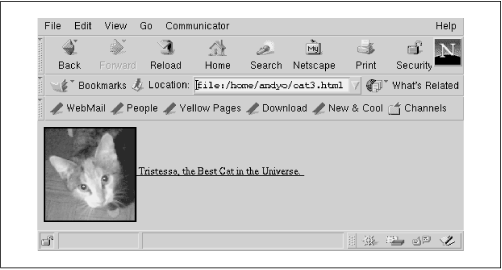 File Edit View Go Communicator Help
My
N
Back Forward Reload Home Search Netscape Print Security
Bookmarks Location: file:/home/andyo/cat3.html What's Related
WebMail People Yellow Pages Download New & Cool Channels
Tristessa, the Best Cat in the Universe.